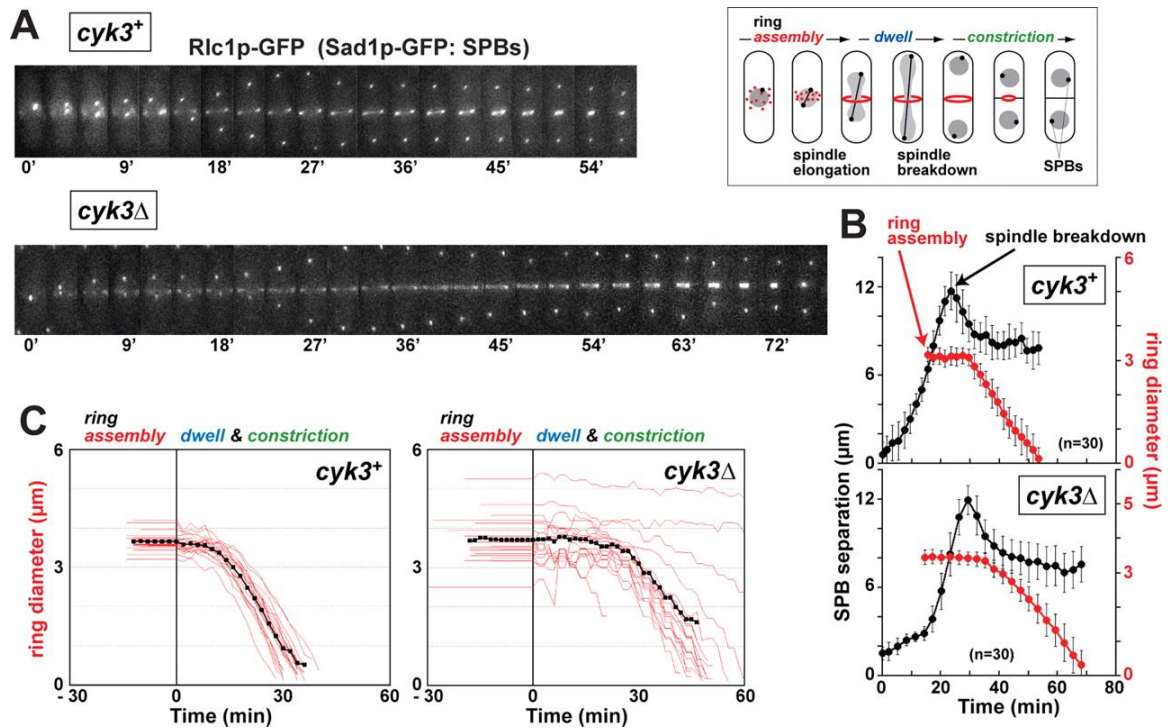 A
cyk3+
Rlc1p-GFP (Sad1p-GFP: SPBs)
0' 9' 18' 27' 36' 45' 54'
cyk3Δ
0' 9' 18' 27' 36' 45' 54' 63' 72'
ring
assembly dwell constriction
spindle
elongation
spindle
breakdown
SPBs
B
ring
assembly
spindle breakdown
cyk3+
12
6
0
6
3
0
(n=30)
cyk3Δ
12
6
0
5
3
0
(n=30)
SPB separation (μm)
ring diameter (μm)
0 20 40 60 80
Time (min)
C
ring
assembly dwell & constriction
cyk3+
6
3
0
ring diameter (μm)
- 30 0 30 60
Time (min)
ring
assembly dwell & constriction
cyk3Δ
6
3
0
- 30 0 30 60
Time (min)